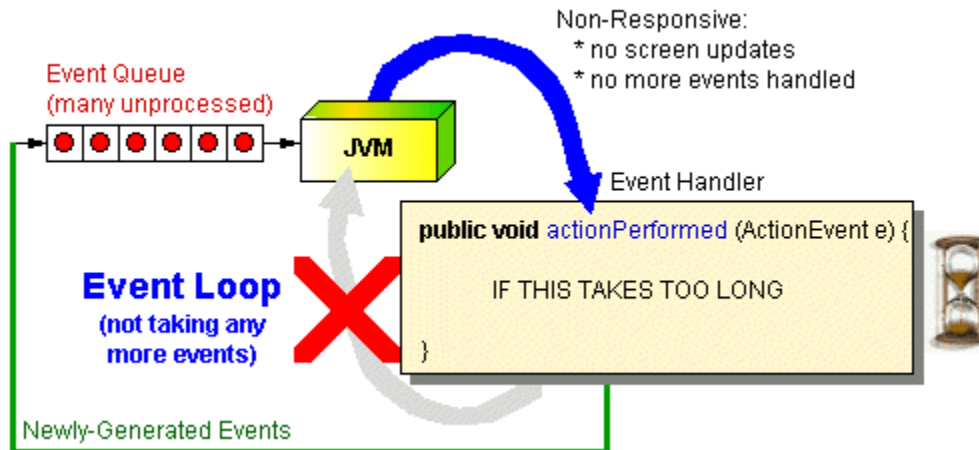 Non-Responsive:
* no screen updates
* no more events handled
Event Queue
(many unprocessed)
JVM
Event Handler
public void actionPerformed (ActionEvent e) {
IF THIS TAKES TOO LONG
}
Event Loop
(not taking any
more events)
Newly-Generated Events